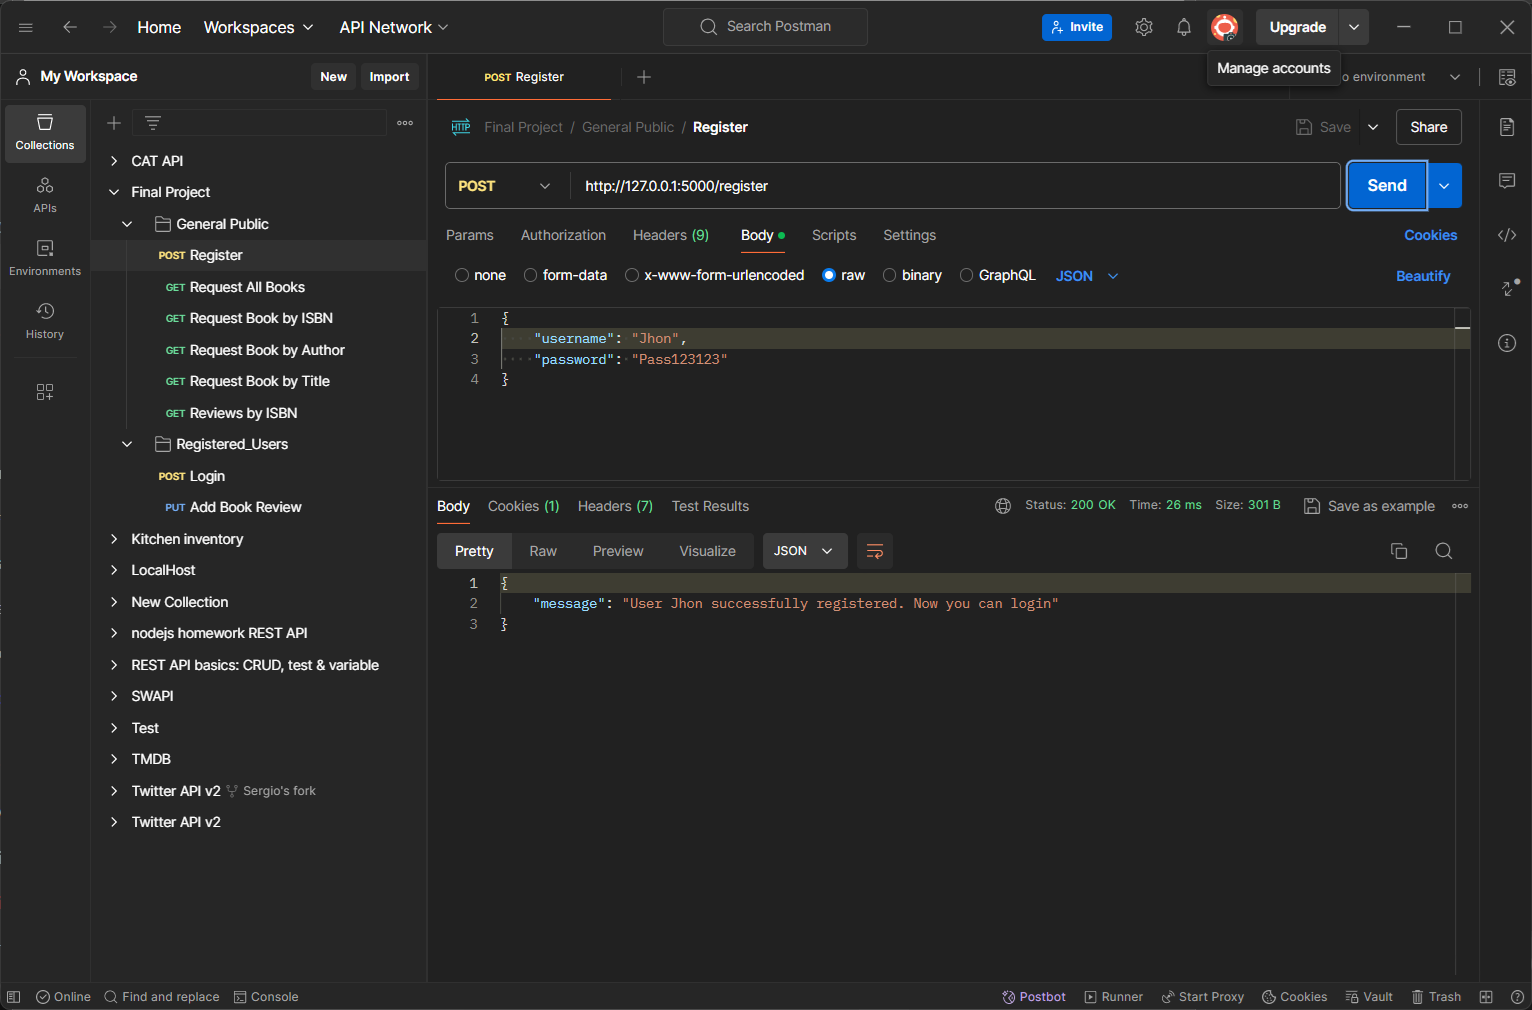 Home Workspaces API Network Search Postman Invite Upgrade
Manage accounts
My Workspace New Import POST Register o environment
Collections
APIs
Environments
History
CAT API
Final Project
General Public
POST Register
GET Request All Books
GET Request Book by ISBN
GET Request Book by Author
GET Request Book by Title
GET Reviews by ISBN
Registered_Users
POST Login
PUT Add Book Review
Kitchen inventory
LocalHost
New Collection
nodejs homework REST API
REST API basics: CRUD, test & variable
SWAPI
Test
TMDB
Twitter API v2 Sergio's fork
Twitter API v2
HTTP Final Project / General Public / Register Save Share
POST http://127.0.0.1:5000/register Send
Params Authorization Headers (9) Body Scripts Settings Cookies
none form-data x-www-form-urlencoded raw binary GraphQL JSON Beautify
1 {
2 "username": "Jhon",
3 "password": "Pass123123"
4 }
Body Cookies (1) Headers (7) Test Results Status: 200 OK Time: 26 ms Size: 301 B Save as example
Pretty Raw Preview Visualize JSON
1 {
2 "message": "User Jhon successfully registered. Now you can login"
3 }
Online Find and replace Console Postbot Runner Start Proxy Cookies Vault Trash